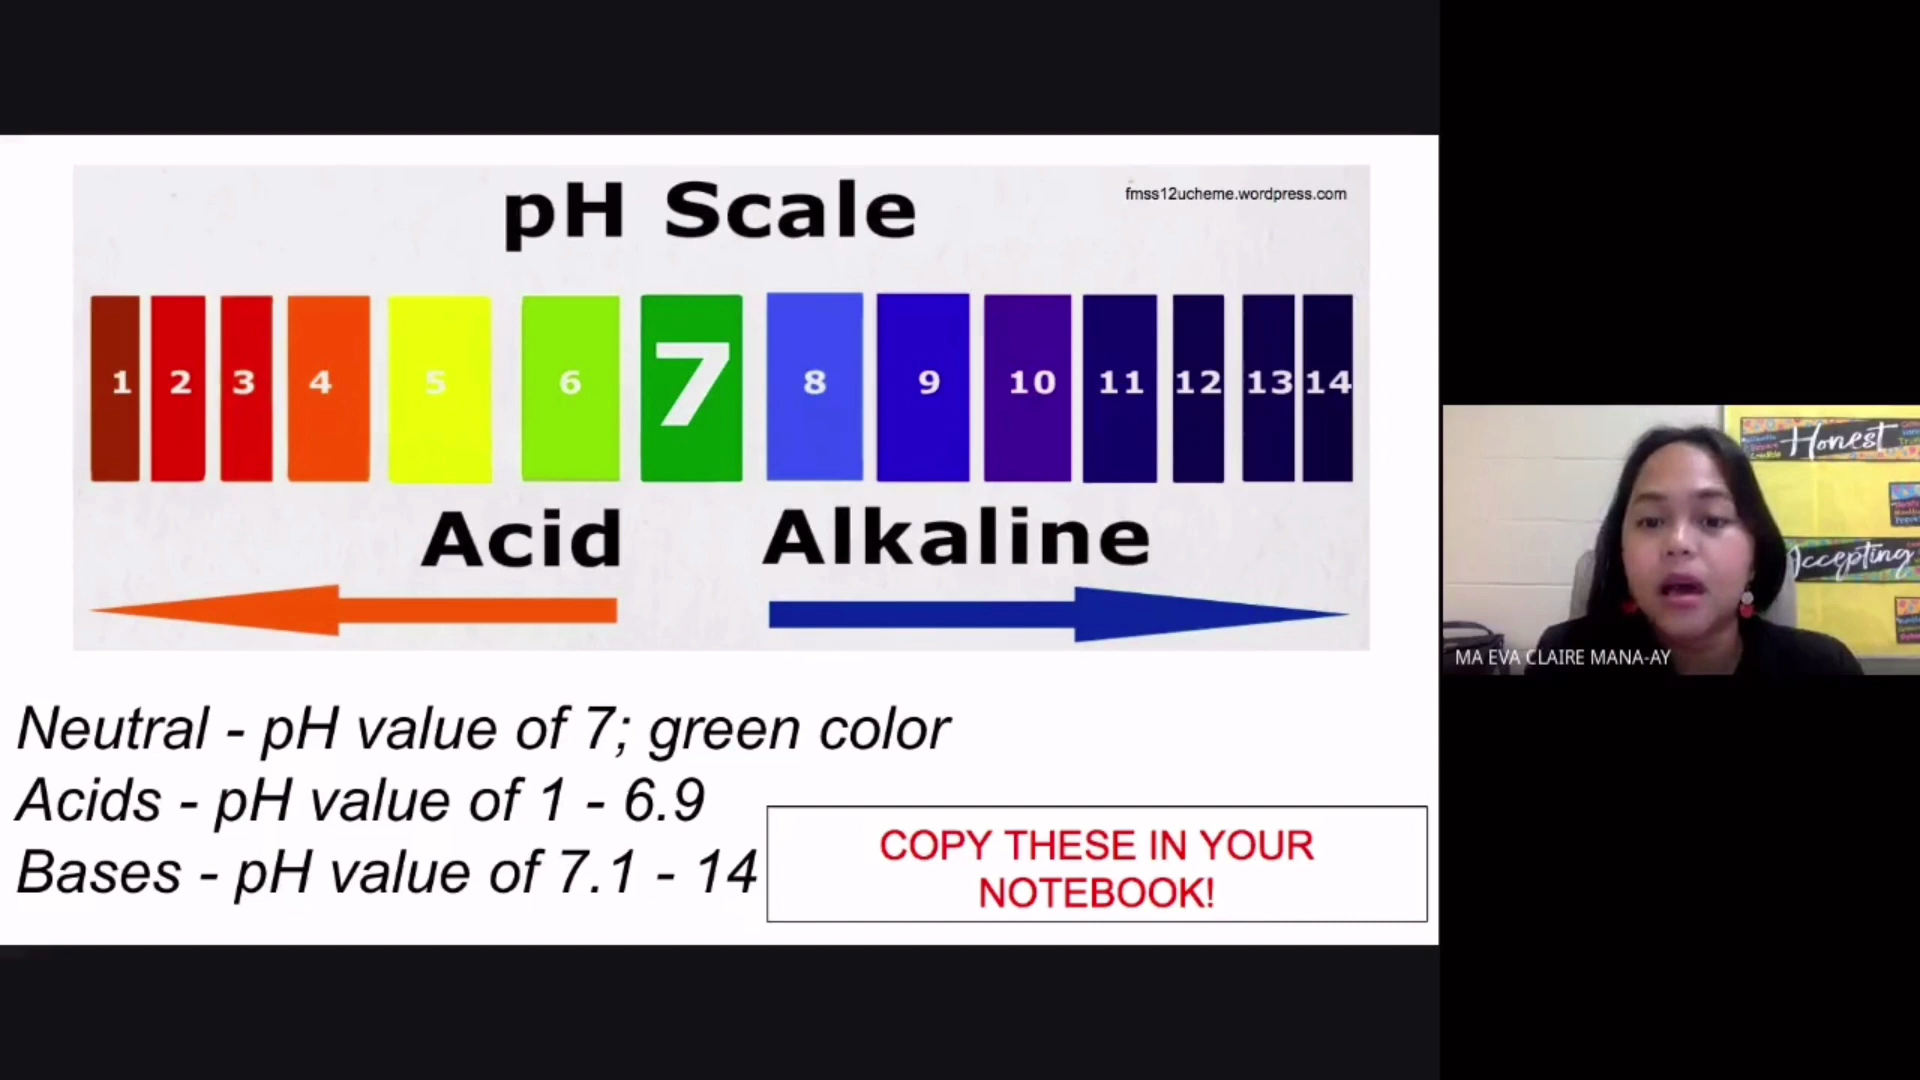 pH Scale
fmss12ucheme.wordpress.com
1 2 3 4 5 6 7 8 9 10 11 12 13 14
Acid Alkaline
Neutral - pH value of 7; green color
Acids - pH value of 1 - 6.9
Bases - pH value of 7.1 - 14
COPY THESE IN YOUR
NOTEBOOK!
Honest
Accepting
MA EVA CLAIRE MANA-AY